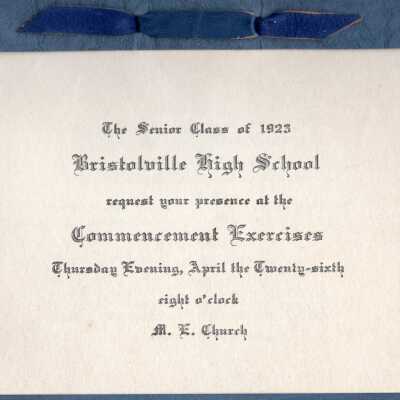 The Senior Class of 1923
Bristolville High School
request your presence at the
Commencement Exercises
Thursday Evening, April the Twenty-sixth
eight o'clock
M. E. Church